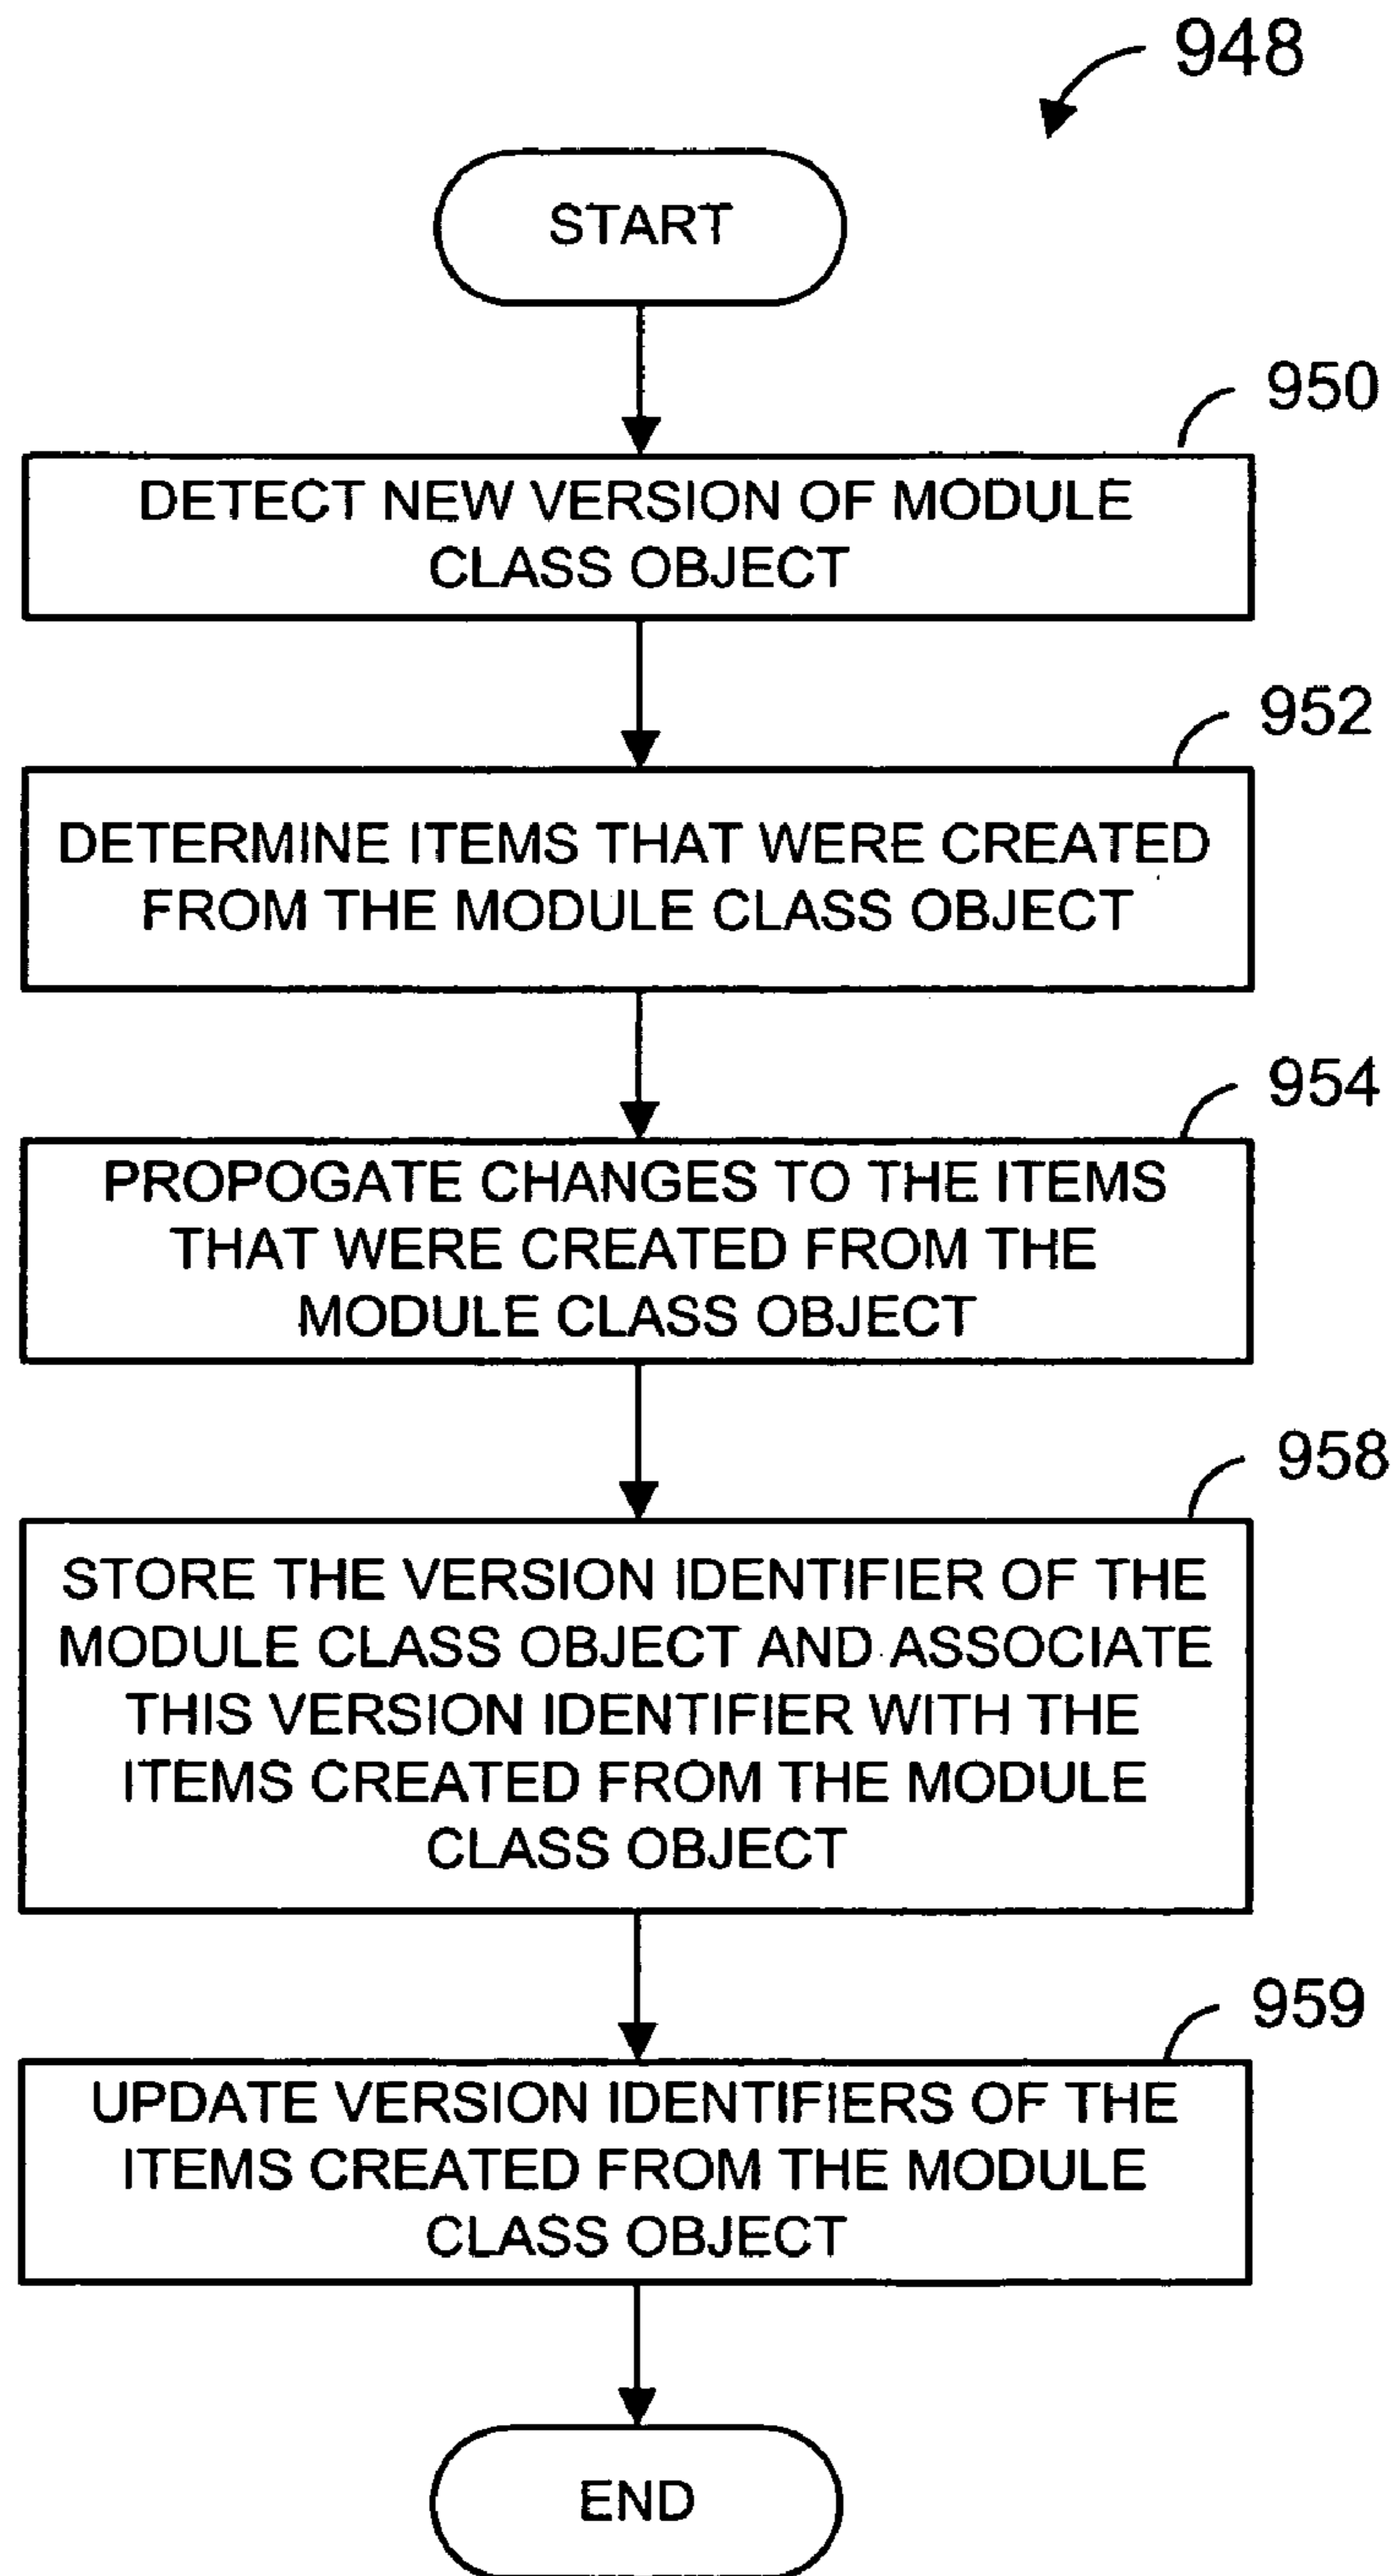 948
START
950
DETECT NEW VERSION OF MODULE
CLASS OBJECT
952
DETERMINE ITEMS THAT WERE CREATED
FROM THE MODULE CLASS OBJECT
954
PROPOGATE CHANGES TO THE ITEMS
THAT WERE CREATED FROM THE
MODULE CLASS OBJECT
958
STORE THE VERSION IDENTIFIER OF THE
MODULE CLASS OBJECT AND ASSOCIATE
THIS VERSION IDENTIFIER WITH THE
ITEMS CREATED FROM THE MODULE
CLASS OBJECT
959
UPDATE VERSION IDENTIFIERS OF THE
ITEMS CREATED FROM THE MODULE
CLASS OBJECT
END